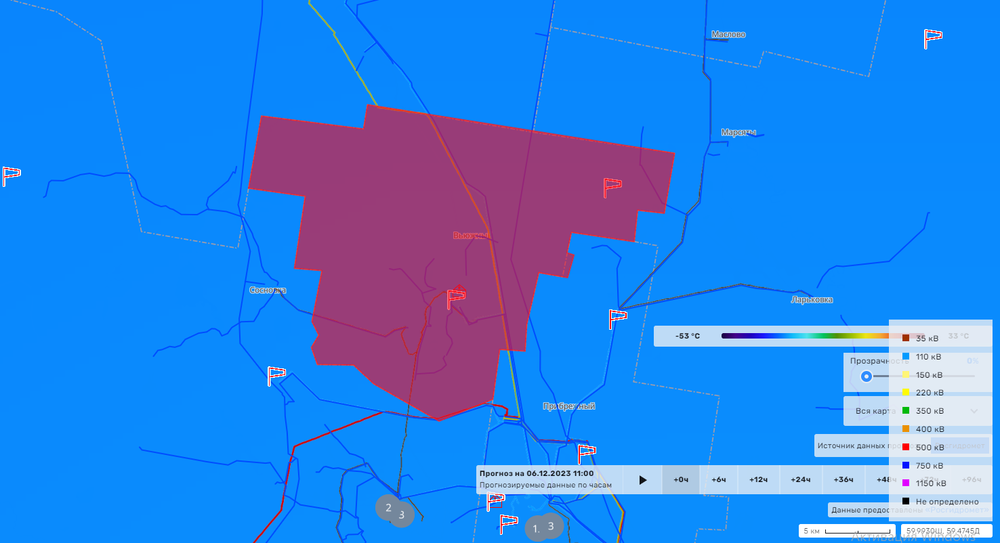 Маслово
Марсяты
Вьюхины
Сосновка
Ларьковка
-53 °C
33 °C
35 кВ
110 кВ
Прозрачность
0%
150 кВ
220 кВ
Прибрежный
Вся карта
350 кВ
400 кВ
Источник данных
500 кВ
750 кВ
Прогноз на 06.12.2023 11:00
Прогнозируемые данные по часам
+0ч
+6ч
+12ч
+24ч
+36ч
+48ч
+72ч
+96ч
1150 кВ
Не определено
Данные предоставлены «Росгидромет»
2
3
1.
3
5 км
59.9930Ш, 59.4745Д
Активация Windows